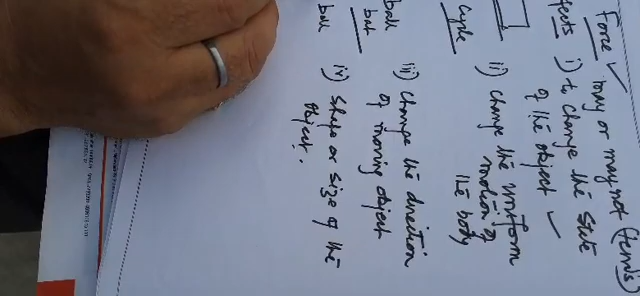 Force ✓ may or may not (tends)
i) to change the state
of the object ✓
Cycle ii) change the uniform
motion of
the body
ball iii) change the direction
bat of moving object
ball iv) shape or size of the
object.